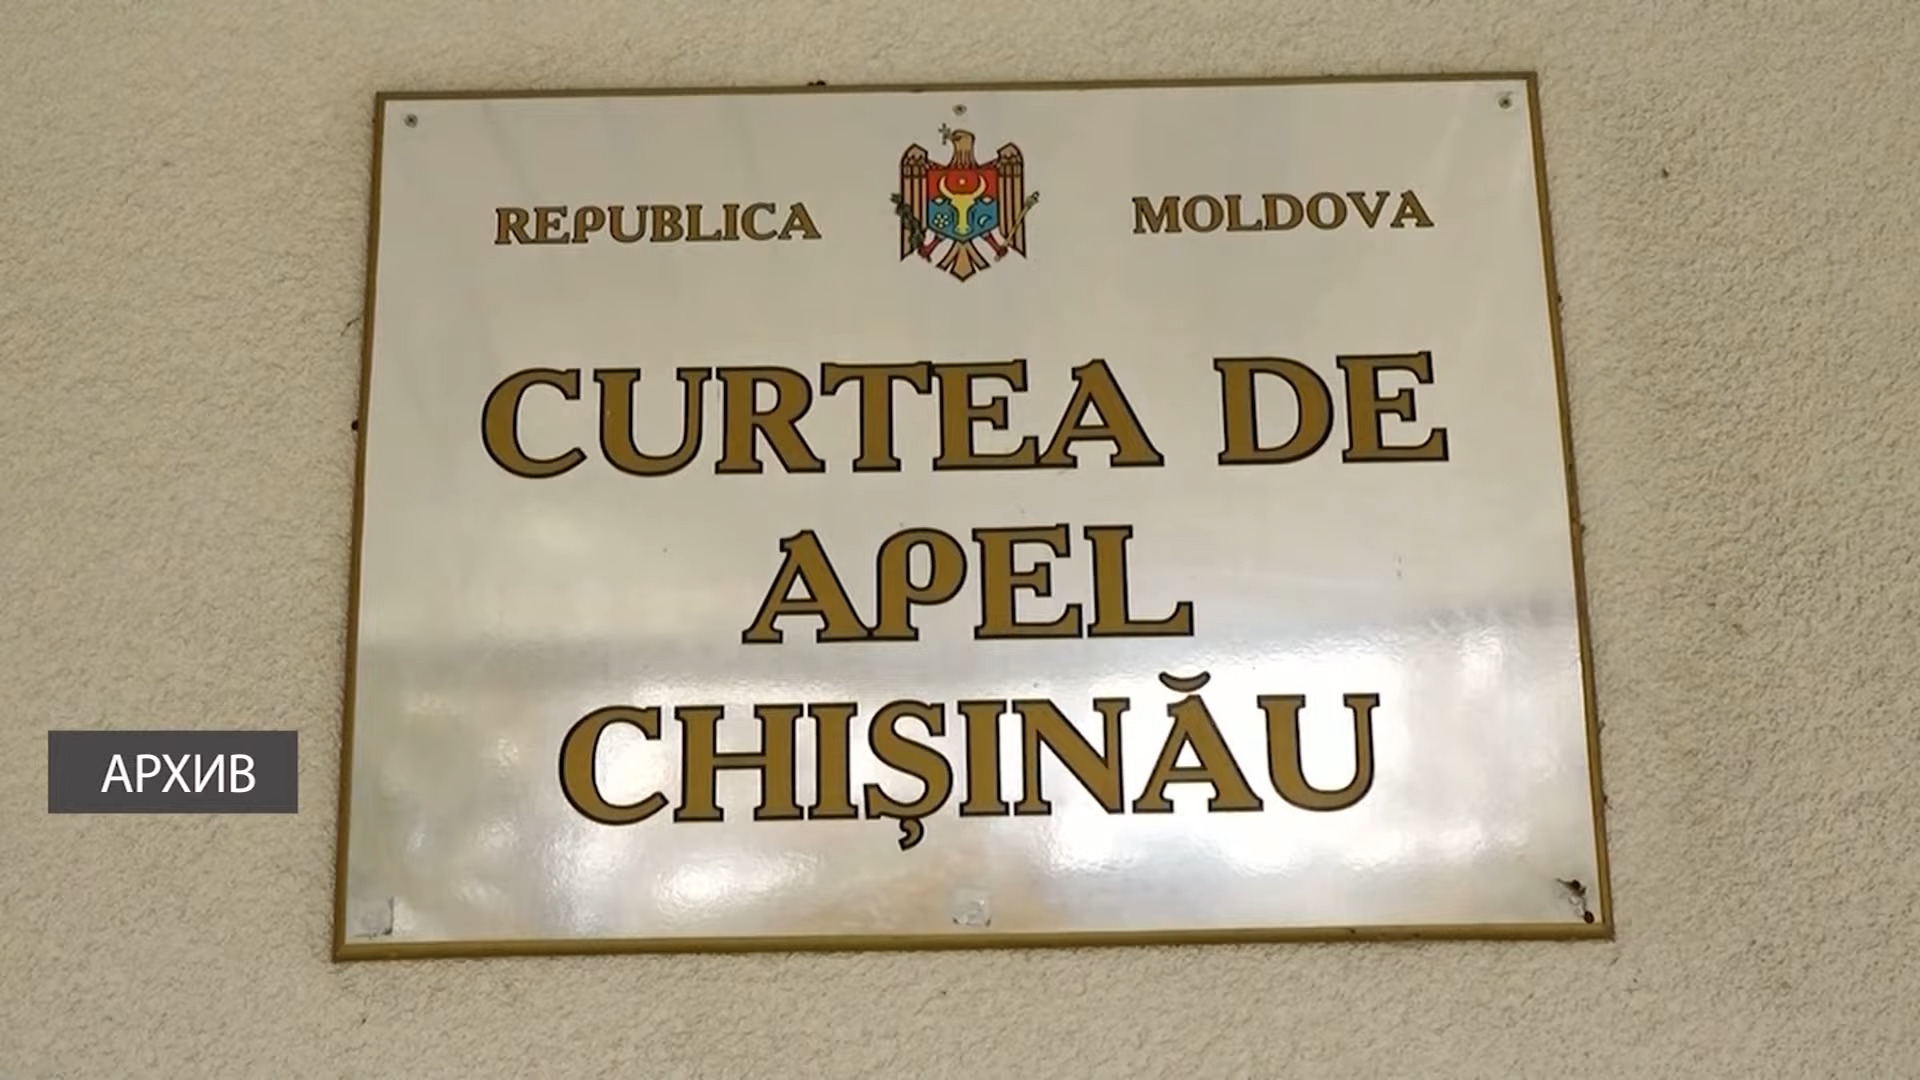 REPUBLICA MOLDOVA
CURTEA DE
APEL
CHIȘINĂU
АРХИВ